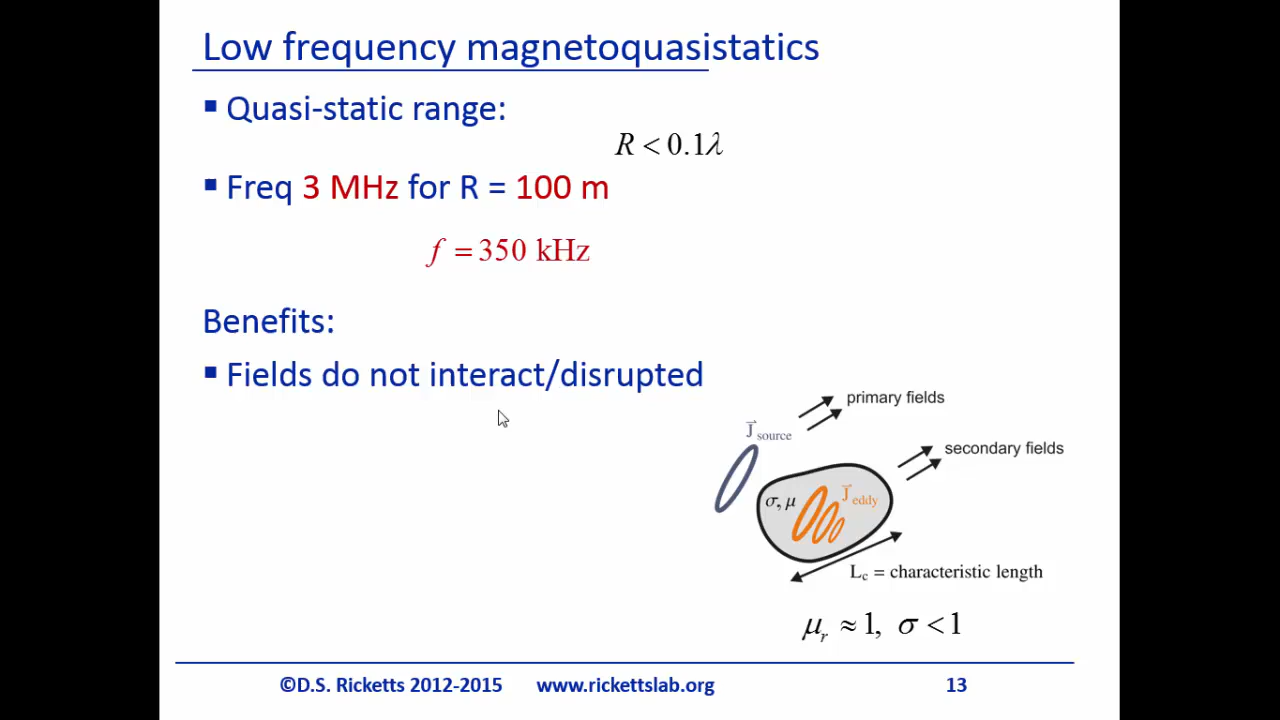 Low frequency magnetoquasistatics
▪ Quasi-static range:
R < 0.1λ
▪ Freq 3 MHz for R = 100 m
f = 350 kHz
Benefits:
▪ Fields do not interact/disrupted
primary fields
J⃗ source
secondary fields
σ, μ
J⃗ eddy
Lc = characteristic length
μr ≈ 1, σ < 1
©D.S. Ricketts 2012-2015 www.rickettslab.org 13